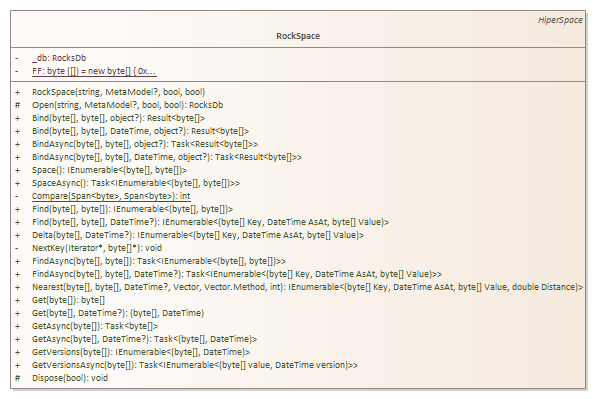 HiperSpace
RockSpace
- _db: RocksDb
- FF: byte ([]) = new byte[] { 0x...
+ RockSpace(string, MetaModel?, bool, bool)
# Open(string, MetaModel?, bool, bool): RocksDb
+ Bind(byte[], byte[], object?): Result<byte[]>
+ Bind(byte[], byte[], DateTime, object?): Result<byte[]>
+ BindAsync(byte[], byte[], object?): Task<Result<byte[]>>
+ BindAsync(byte[], byte[], DateTime, object?): Task<Result<byte[]>>
+ Space(): IEnumerable<(byte[], byte[])>
+ SpaceAsync(): Task<IEnumerable<(byte[], byte[])>>
- Compare(Span<byte>, Span<byte>): int
+ Find(byte[], byte[]): IEnumerable<(byte[], byte[])>
+ Find(byte[], byte[], DateTime?): IEnumerable<(byte[] Key, DateTime AsAt, byte[] Value)>
+ Delta(byte[], DateTime?): IEnumerable<(byte[] Key, DateTime AsAt, byte[] Value)>
- NextKey(Iterator*, byte[]*): void
+ FindAsync(byte[], byte[]): Task<IEnumerable<(byte[], byte[])>>
+ FindAsync(byte[], byte[], DateTime?): Task<IEnumerable<(byte[] Key, DateTime AsAt, byte[] Value)>>
+ Nearest(byte[], byte[], DateTime?, Vector, Vector.Method, int): IEnumerable<(byte[] Key, DateTime AsAt, byte[] Value, double Distance)>
+ Get(byte[]): byte[]
+ Get(byte[], DateTime?): (byte[], DateTime)
+ GetAsync(byte[]): Task<byte[]>
+ GetAsync(byte[], DateTime?): Task<(byte[], DateTime)>
+ GetVersions(byte[]): IEnumerable<(byte[], DateTime)>
+ GetVersionsAsync(byte[]): Task<IEnumerable<(byte[] value, DateTime version)>>
# Dispose(bool): void